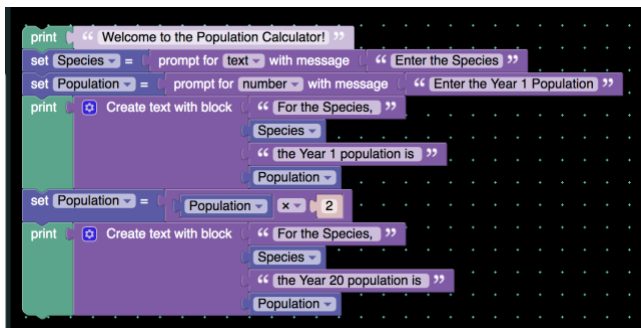 print “ Welcome to the Population Calculator! ”
set Species = prompt for text with message “ Enter the Species ”
set Population = prompt for number with message “ Enter the Year 1 Population ”
print Create text with block “ For the Species, ”
Species
“ the Year 1 population is ”
Population
set Population = Population × 2
print Create text with block “ For the Species, ”
Species
“ the Year 20 population is ”
Population